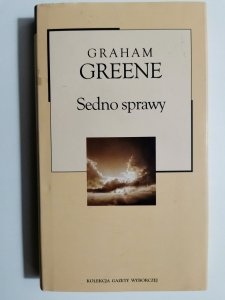 GRAHAM
GREENE
Sedno sprawy
KOLEKCJA GAZETY WYBORCZEJ